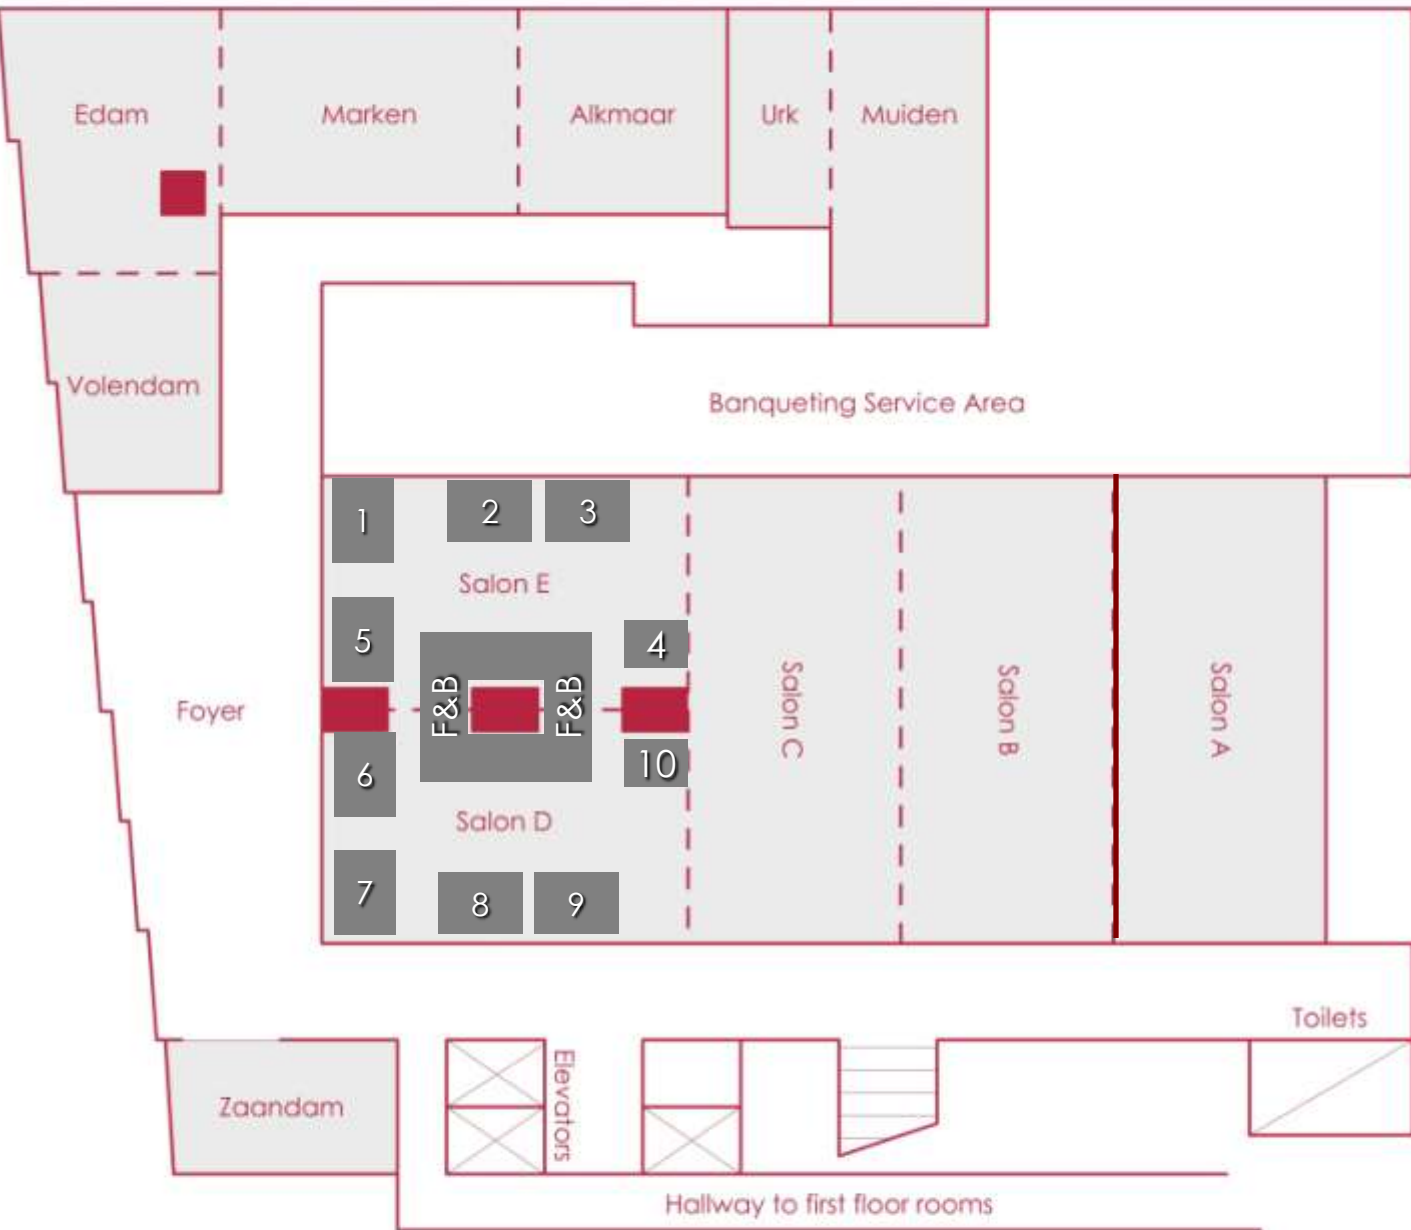 Edam
Marken
Alkmaar
Urk
Muiden
Volendam
Banqueting Service Area
1
2
3
Salon E
5
4
F&B
F&B
Foyer
Salon C
Salon B
Salon A
6
10
Salon D
7
8
9
Toilets
Zaandam
Elevators
Hallway to first floor rooms